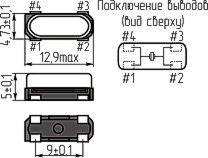 #4 #3
4,73±0,1
#1 #2
12,9max
Подключение выводов
(вид сверху)
#4 #3
#1 #2
5±0,1
9±0,1